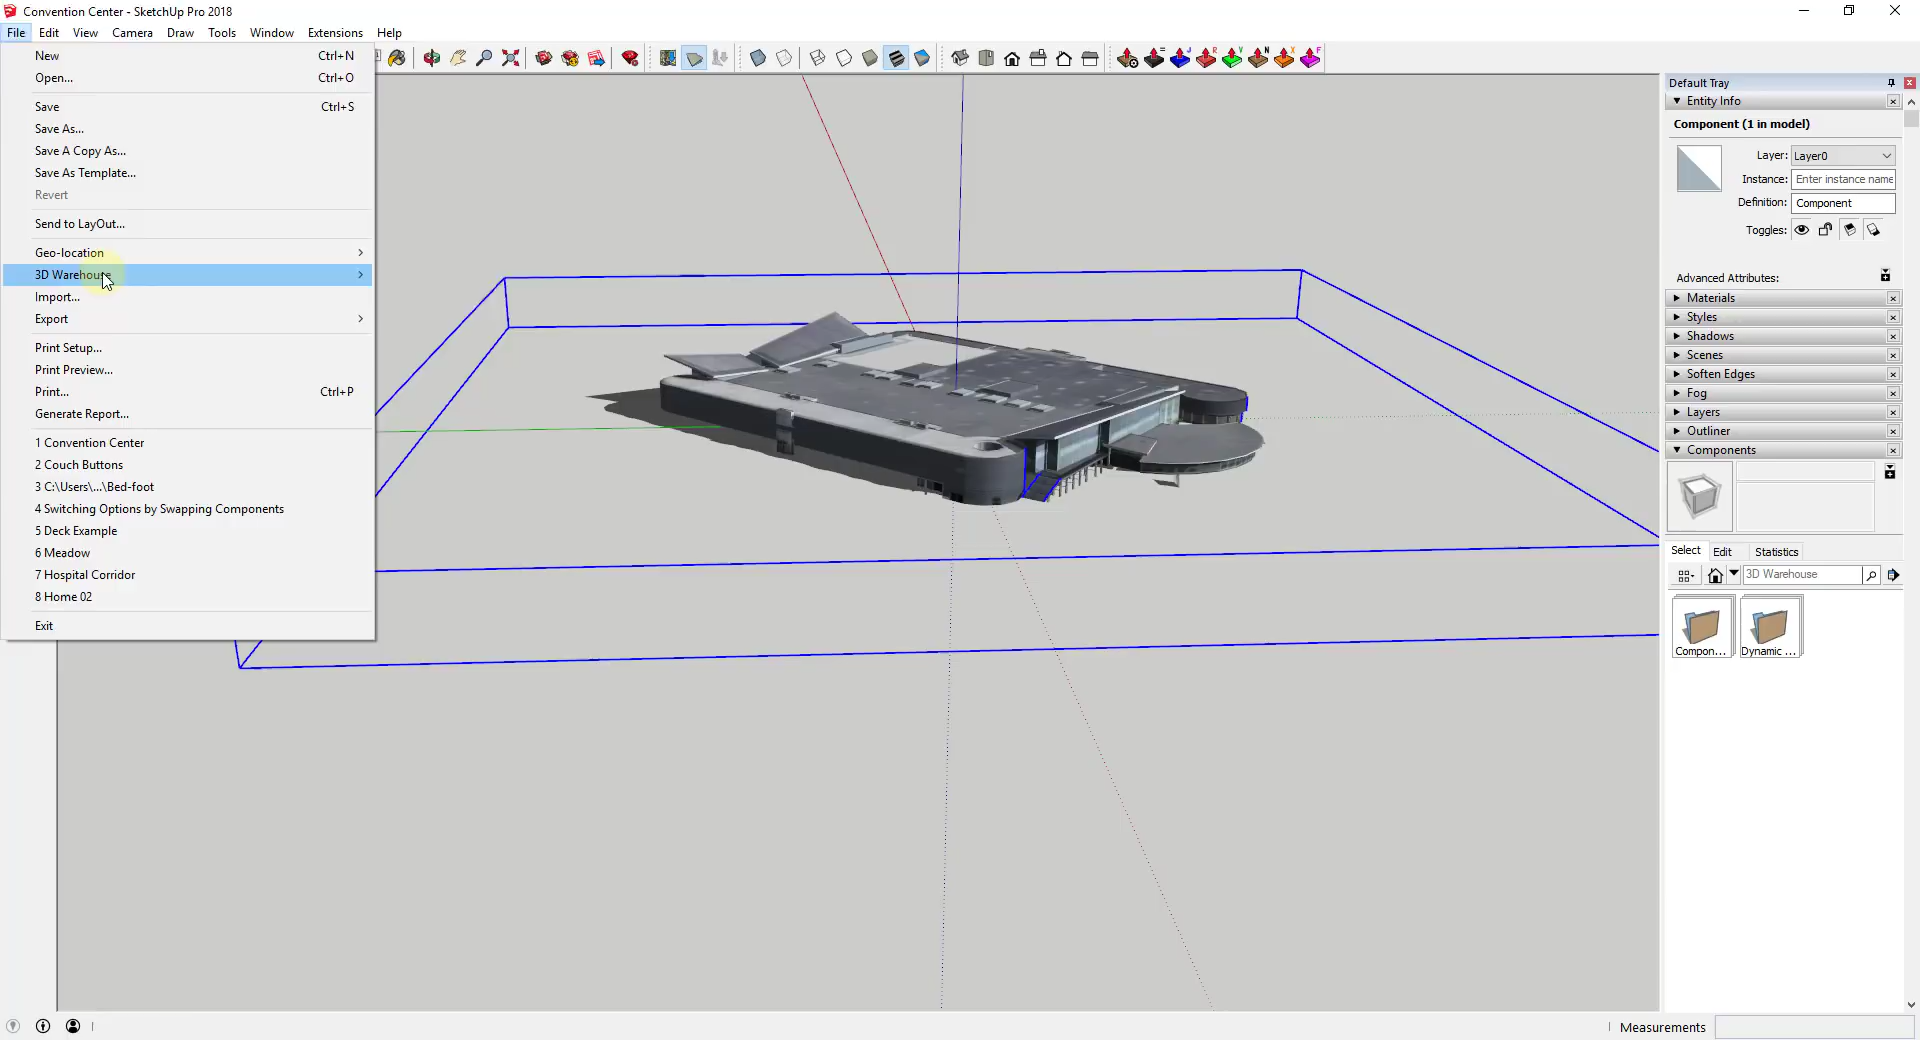 Convention Center - SketchUp Pro 2018
File Edit View Camera Draw Tools Window Extensions Help
New Ctrl+N
Open... Ctrl+O
Save Ctrl+S
Save As...
Save A Copy As...
Save As Template...
Revert
Send to LayOut...
Geo-location
3D Warehouse
Import...
Export
Print Setup...
Print Preview...
Print... Ctrl+P
Generate Report...
1 Convention Center
2 Couch Buttons
3 C:\Users\...\Bed-foot
4 Switching Options by Swapping Components
5 Deck Example
6 Meadow
7 Hospital Corridor
8 Home 02
Exit
= J R V N X F
Default Tray
Entity Info
Component (1 in model)
Layer: Layer0
Instance: Enter instance name
Definition: Component
Toggles:
Advanced Attributes:
Materials
Styles
Shadows
Scenes
Soften Edges
Fog
Layers
Outliner
Components
Select Edit Statistics
3D Warehouse
Compon... Dynamic ...
Measurements